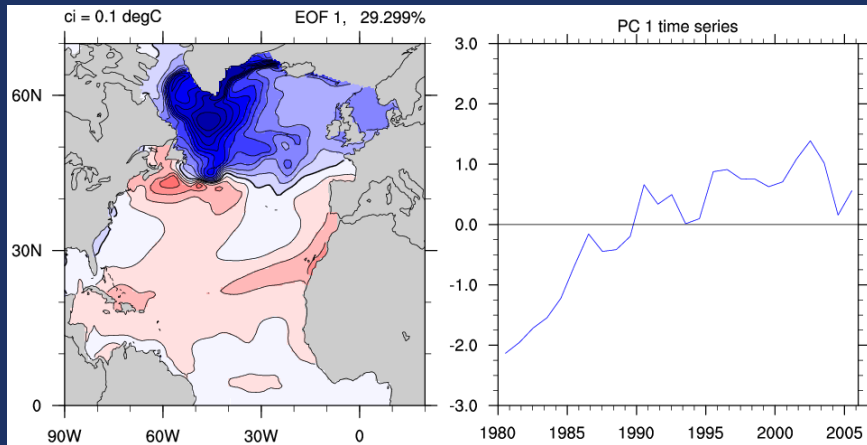 ci = 0.1 degC EOF 1, 29.299%
60N
30N
0
90W 60W 30W 0
PC 1 time series
3.0
2.0
1.0
0.0
-1.0
-2.0
-3.0
1980 1985 1990 1995 2000 2005